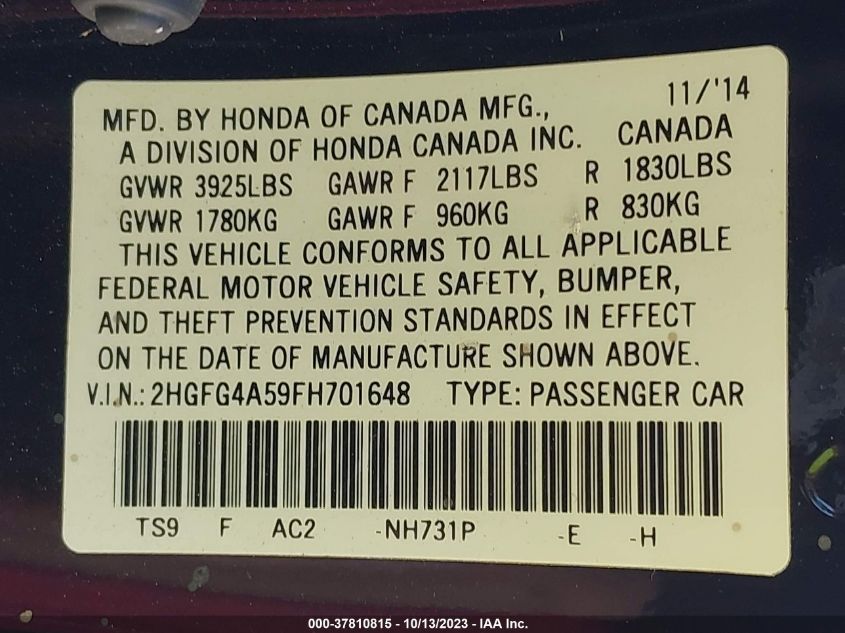 11/'14
MFD. BY HONDA OF CANADA MFG.,
A DIVISION OF HONDA CANADA INC. CANADA
GVWR 3925LBS GAWR F 2117LBS R 1830LBS
GVWR 1780KG GAWR F 960KG R 830KG
THIS VEHICLE CONFORMS TO ALL APPLICABLE
FEDERAL MOTOR VEHICLE SAFETY, BUMPER,
AND THEFT PREVENTION STANDARDS IN EFFECT
ON THE DATE OF MANUFACTURE SHOWN ABOVE.
V.I.N.: 2HGFG4A59FH701648 TYPE: PASSENGER CAR
TS9 F AC2 -NH731P -E -H
000-37810815 - 10/13/2023 - IAA Inc.